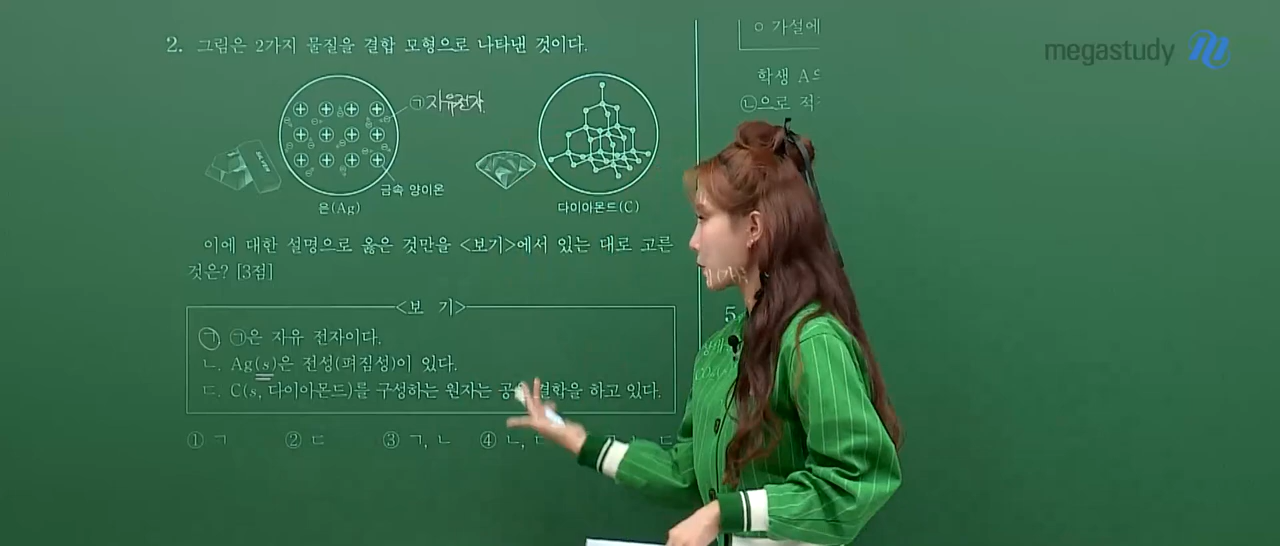 megastudy
2. 그림은 2가지 물질을 결합 모형으로 나타낸 것이다.
㉠ 자유전자
SILVER
금속 양이온
은(Ag)
다이아몬드(C)
이에 대한 설명으로 옳은 것만을 <보기>에서 있는 대로 고른
것은? [3점]
<보 기>
ㄱ. ㉠은 자유 전자이다.
ㄴ. Ag(s)은 전성(펴짐성)이 있다.
ㄷ. C(s, 다이아몬드)를 구성하는 원자는 공유 결합을 하고 있다.
① ㄱ ② ㄷ ③ ㄱ, ㄴ ④ ㄴ, ㄷ
ㅇ 가설에
학생 A
㉡으로 적
5.